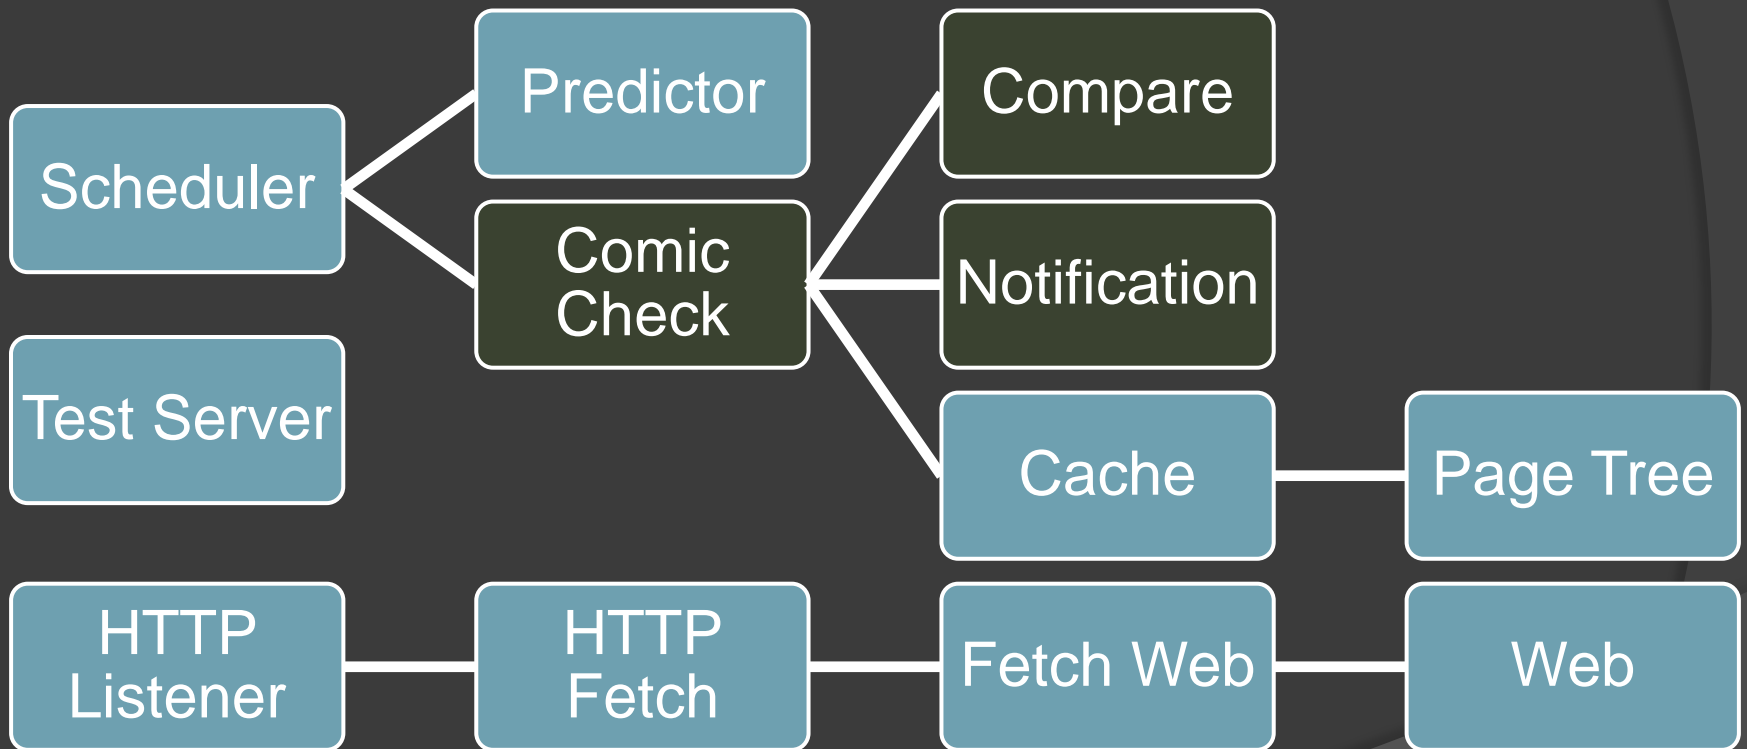 Scheduler
Predictor
Comic
Check
Compare
Notification
Cache
Page Tree
Test Server
HTTP
Listener
HTTP
Fetch
Fetch Web
Web